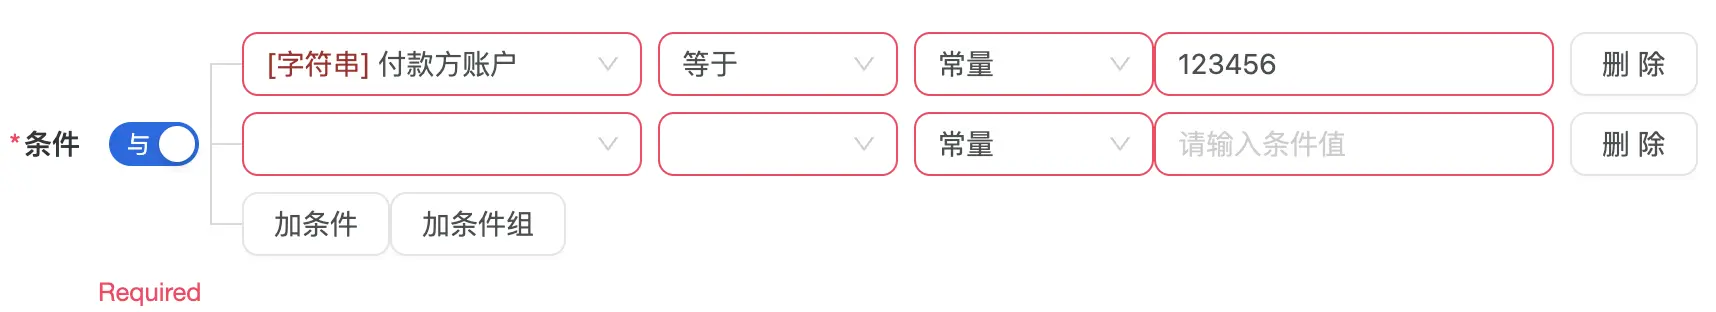 [字符串] 付款方账户 等于 常量 123456 删 除
*条件 与 常量 请输入条件值 删 除
加条件 加条件组
Required